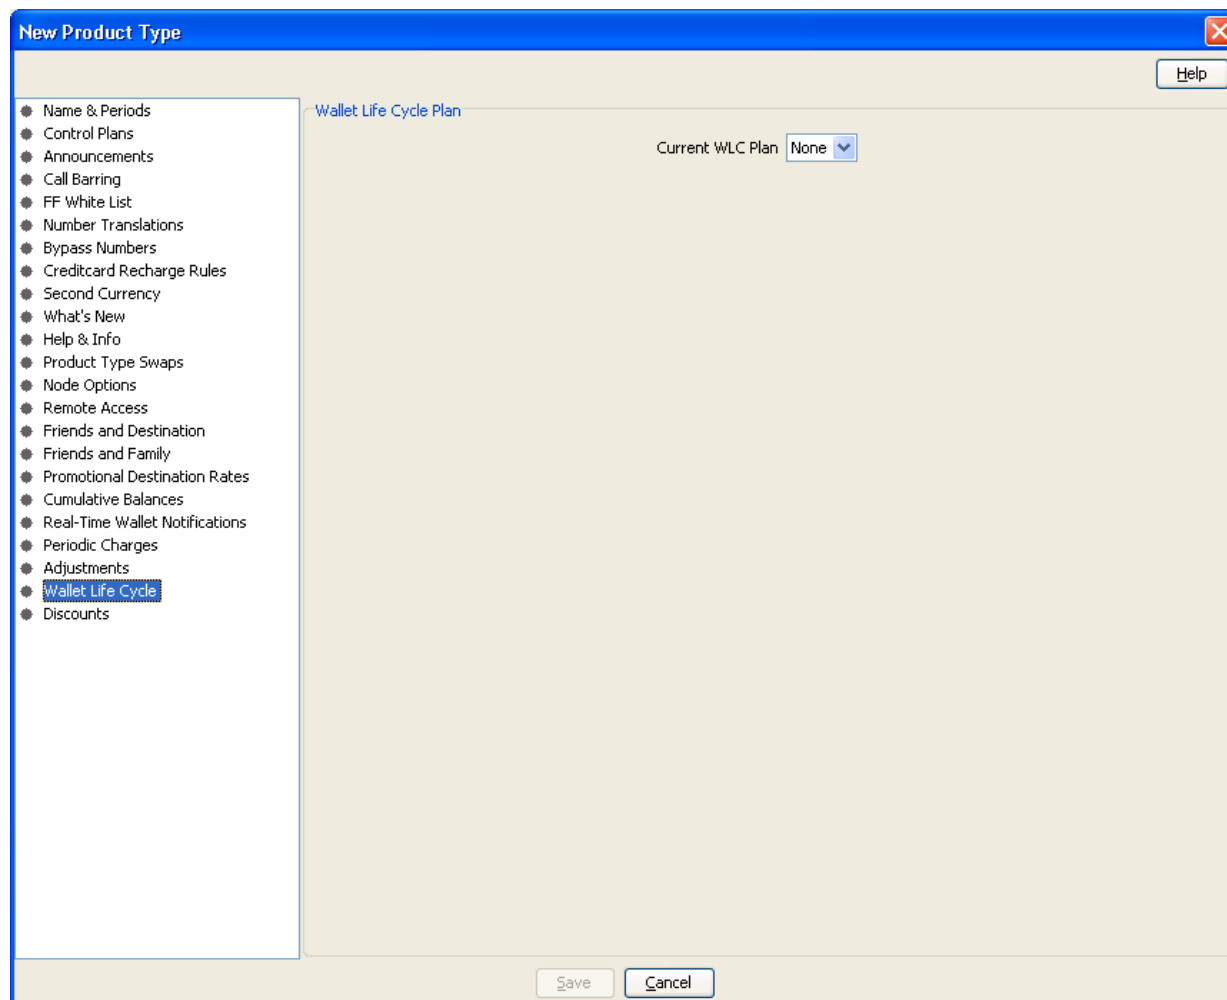 New Product Type
Help
Name & Periods
Control Plans
Announcements
Call Barring
FF White List
Number Translations
Bypass Numbers
Creditcard Recharge Rules
Second Currency
What's New
Help & Info
Product Type Swaps
Node Options
Remote Access
Friends and Destination
Friends and Family
Promotional Destination Rates
Cumulative Balances
Real-Time Wallet Notifications
Periodic Charges
Adjustments
Wallet Life Cycle
Discounts
Wallet Life Cycle Plan
Current WLC Plan None
Save Cancel